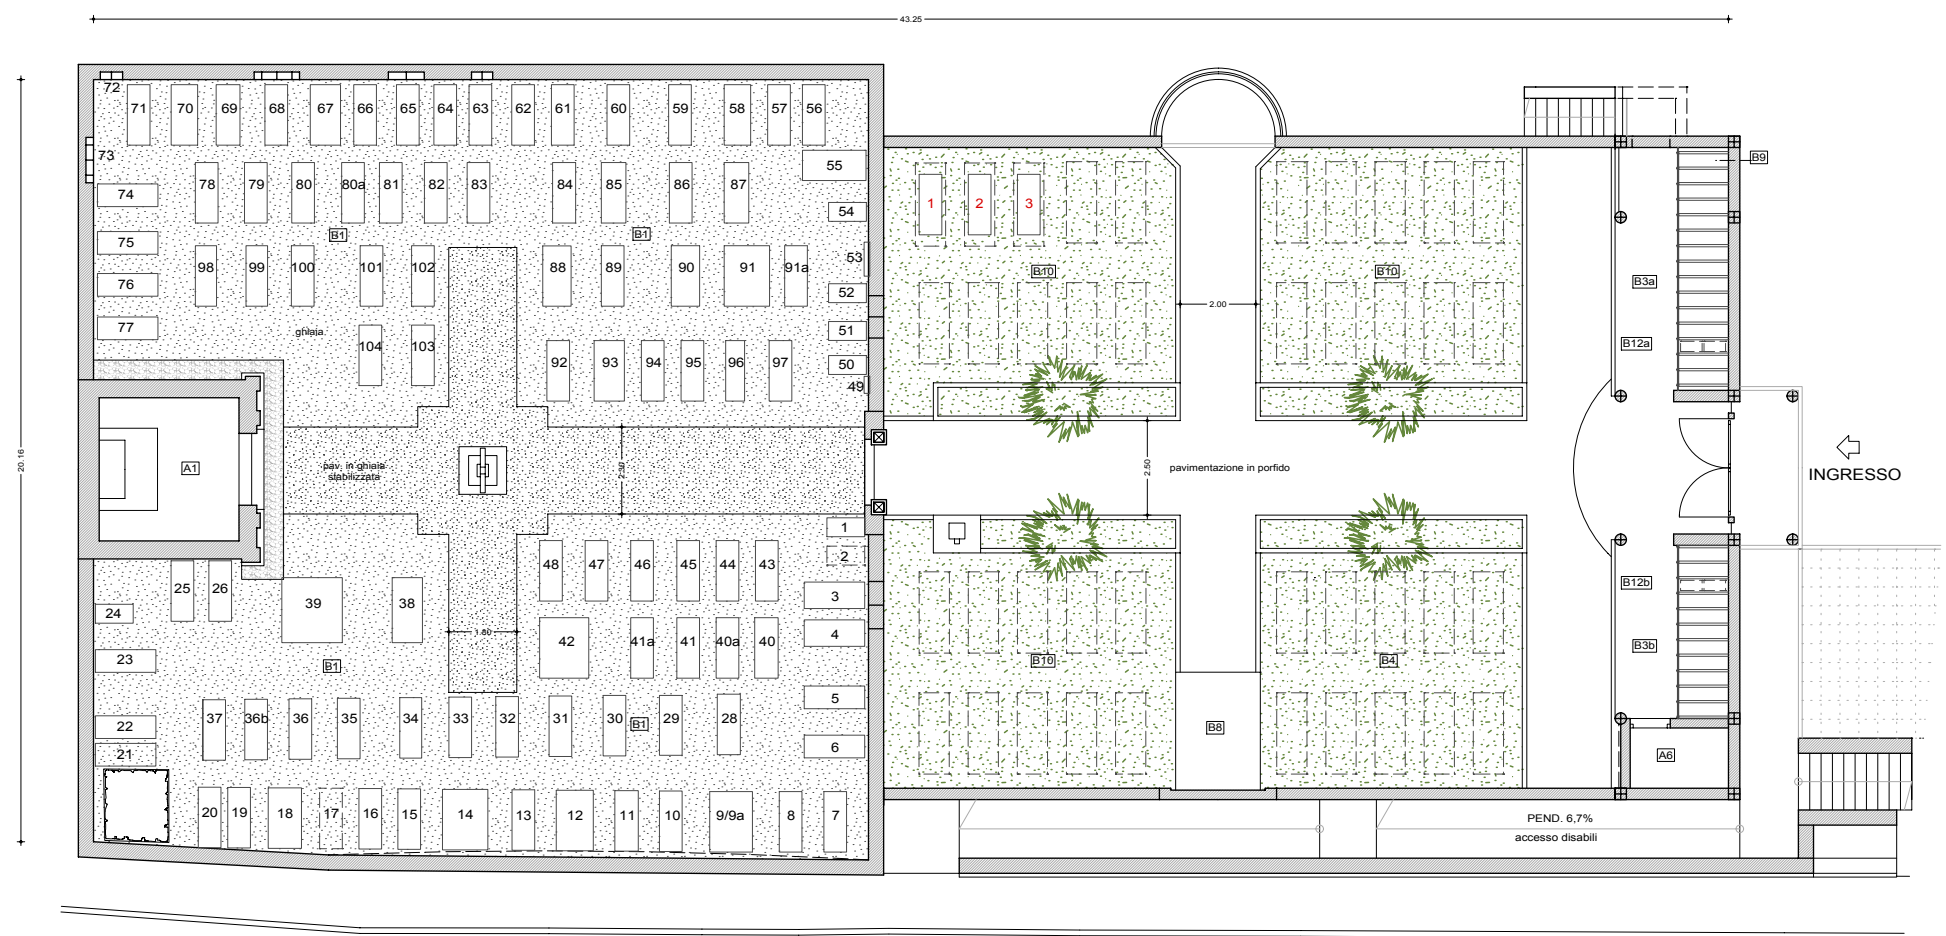 43.25
20.16
72
71 70 69 68 67 66 65 64 63 62 61 60 59 58 57 56
73
55
B9
74 78 79 80 80a 81 82 83 84 85 86 87
54
1 2 3
75 B1 B1
53
98 99 100 101 102 88 89 90 91 91a
B10 B10
76 52
B3a
2.00
77 ghiaia 51
104 103 92 93 94 95 96 97
B12a
50
49
A1
pav. in ghiaia
stabilizzata
2.30
2.50
pavimentazione in porfido
INGRESSO
1
2
48 47 46 45 44 43
25 26
39 38
3
B12b
24
4
42 41a 41 40a 40
B3b
23 B1
B10 B4
5
37 36b 36 35 34 33 32 31 30 B1 29 28
1.80
22
B8
6
21
A6
20 19 18 17 16 15 14 13 12 11 10 9/9a 8 7
PEND. 6,7%
accesso disabili